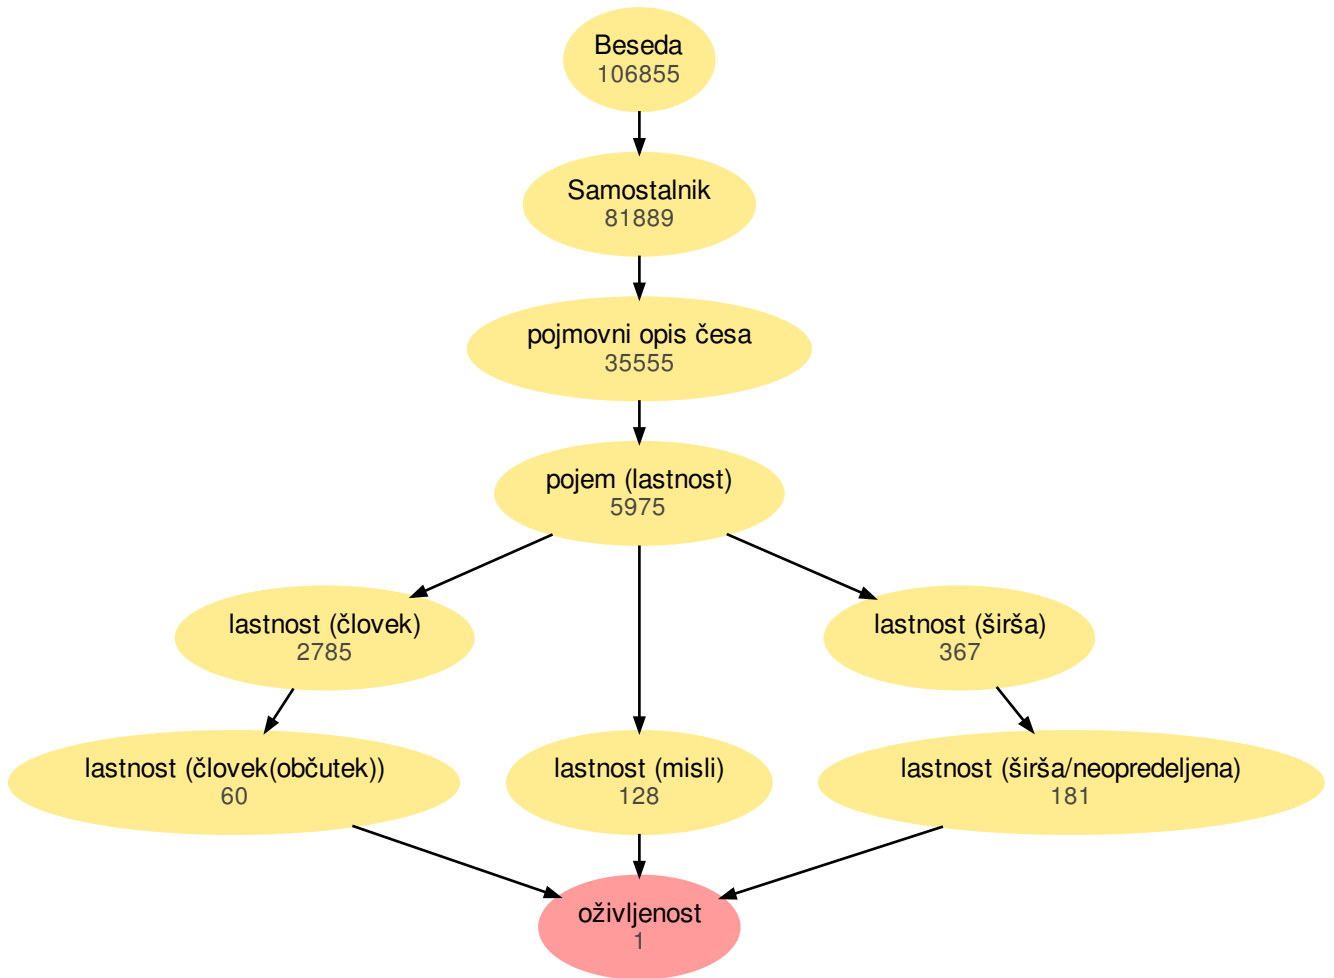 Beseda
106855
Samostalnik
81889
pojmovni opis česa
35555
pojem (lastnost)
5975
lastnost (človek)
2785
lastnost (širša)
367
lastnost (človek(občutek))
60
lastnost (misli)
128
lastnost (širša/neopredeljena)
181
oživljenost
1